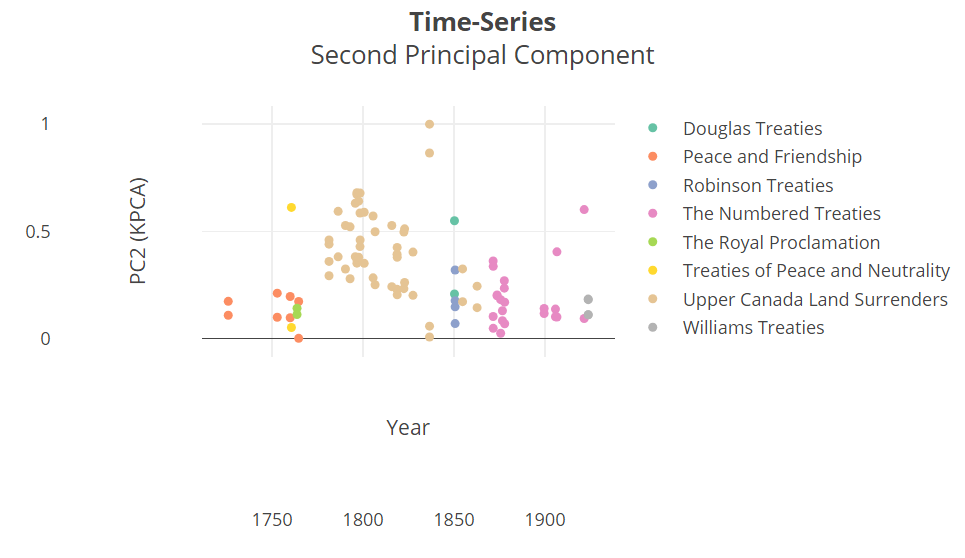 Time-Series
Second Principal Component
1
0.5
0
PC2 (KPCA)
Year
1750 1800 1850 1900
Douglas Treaties
Peace and Friendship
Robinson Treaties
The Numbered Treaties
The Royal Proclamation
Treaties of Peace and Neutrality
Upper Canada Land Surrenders
Williams Treaties